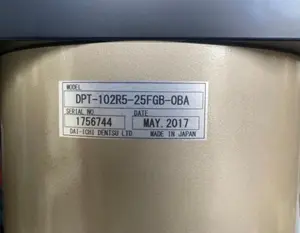 MODEL
DPT-102R5-25FGB-OBA
SERIAL NO. DATE
1756744 MAY. 2017
DAI-ICHI DENTSU LTD MADE IN JAPAN